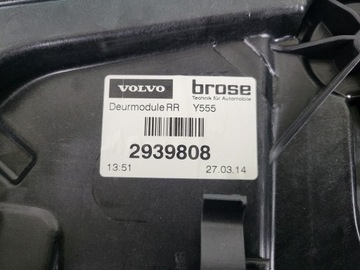 VOLVO brose
Technik für Automobile
Deurmodule RR Y555
2939808
13:51 27.03.14